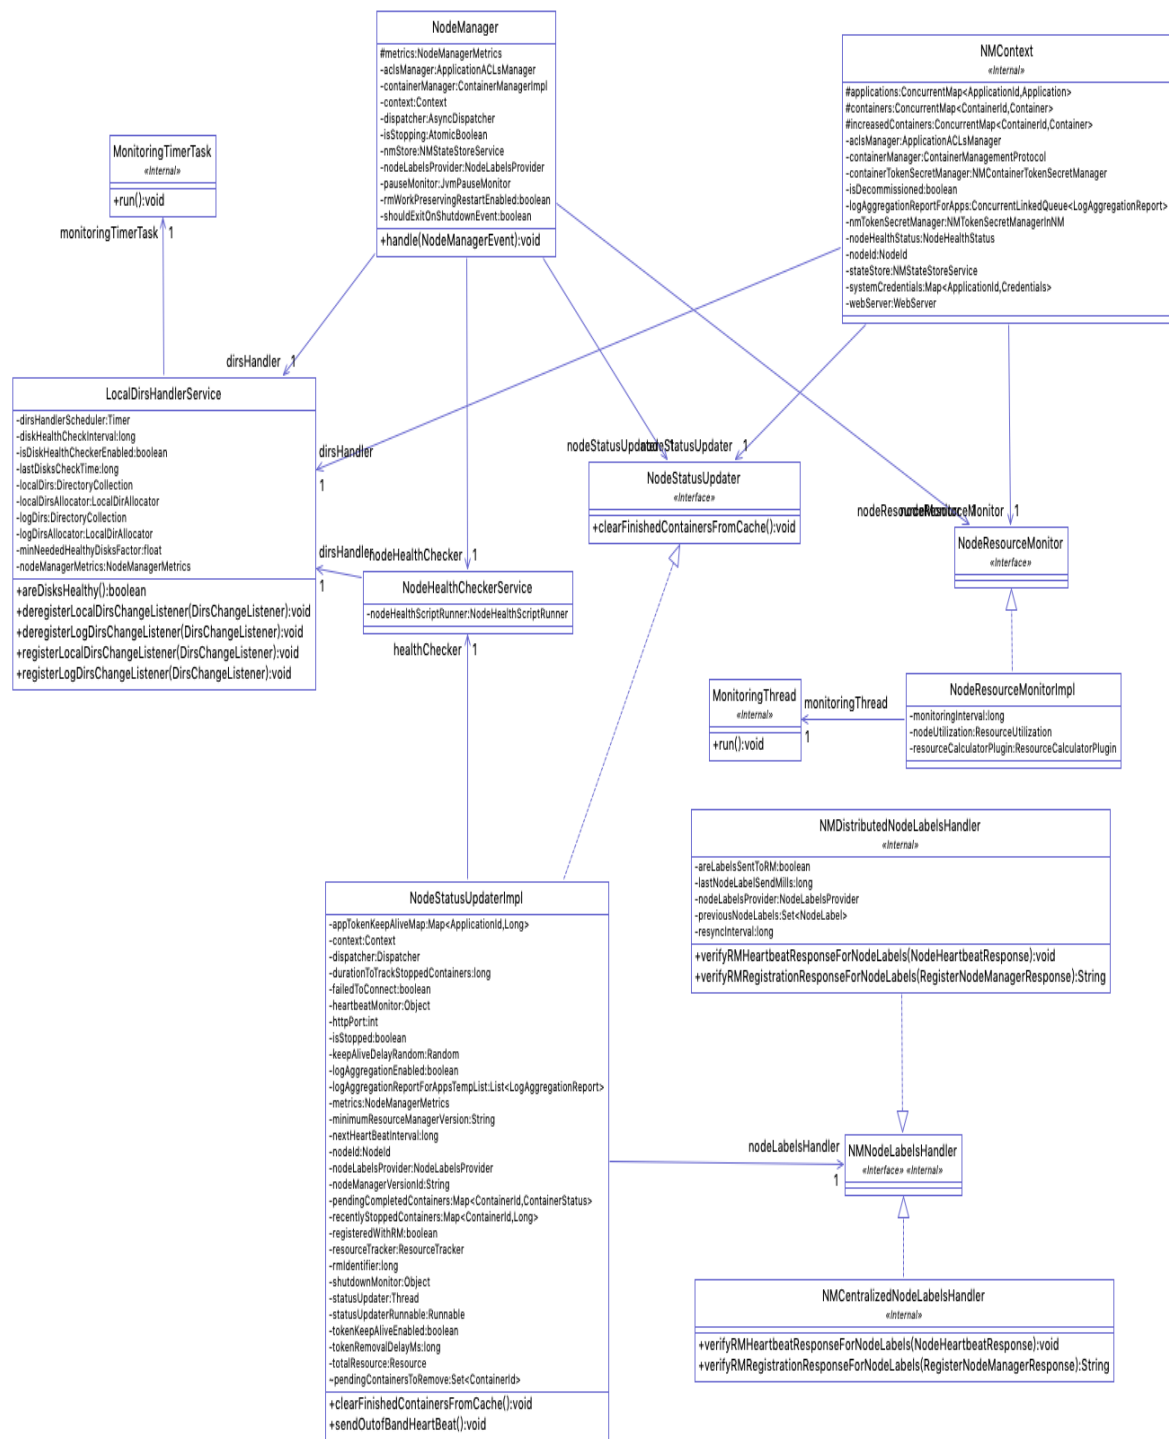 NodeManager
#metrics:NodeManagerMetrics
-aclsManager:ApplicationACLsManager
-containerManager:ContainerManagerImpl
-context:Context
-dispatcher:AsyncDispatcher
-isStopping:AtomicBoolean
-nmStore:NMStateStoreService
-nodeLabelsProvider:NodeLabelsProvider
-pauseMonitor:JvmPauseMonitor
-rmWorkPreservingRestartEnabled:boolean
-shouldExitOnShutdownEvent:boolean
+handle(NodeManagerEvent):void
NMContext
«Internal»
#applications:ConcurrentMap<ApplicationId,Application>
#containers:ConcurrentMap<ContainerId,Container>
#increasedContainers:ConcurrentMap<ContainerId,Container>
-aclsManager:ApplicationACLsManager
-containerManager:ContainerManagementProtocol
-containerTokenSecretManager:NMContainerTokenSecretManager
-isDecommissioned:boolean
-logAggregationReportForApps:ConcurrentLinkedQueue<LogAggregationReport>
-nmTokenSecretManager:NMTokenSecretManagerInNM
-nodeHealthStatus:NodeHealthStatus
-nodeId:NodeId
-stateStore:NMStateStoreService
-systemCredentials:Map<ApplicationId,Credentials>
-webServer:WebServer
MonitoringTimerTask
«Internal»
+run():void
monitoringTimerTask 1
dirsHandler 1
LocalDirsHandlerService
-dirsHandlerScheduler:Timer
-diskHealthCheckInterval:long
-isDiskHealthCheckerEnabled:boolean
-lastDisksCheckTime:long
-localDirs:DirectoryCollection
-localDirsAllocator:LocalDirAllocator
-logDirs:DirectoryCollection
-logDirsAllocator:LocalDirAllocator
-minNeededHealthyDisksFactor:float
-nodeManagerMetrics:NodeManagerMetrics
+areDisksHealthy():boolean
+deregisterLocalDirsChangeListener(DirsChangeListener):void
+deregisterLogDirsChangeListener(DirsChangeListener):void
+registerLocalDirsChangeListener(DirsChangeListener):void
+registerLogDirsChangeListener(DirsChangeListener):void
dirsHandler
1
dirsHandler
1
nodeHealthChecker 1
NodeHealthCheckerService
-nodeHealthScriptRunner:NodeHealthScriptRunner
healthChecker 1
nodeStatusUpdater 1
nodeStatusUpdater 1
NodeStatusUpdater
«Interface»
+clearFinishedContainersFromCache():void
nodeResourceMonitor 1
nodeResourceMonitor 1
NodeResourceMonitor
«Interface»
MonitoringThread
«Internal»
+run():void
monitoringThread
1
NodeResourceMonitorImpl
-monitoringInterval:long
-nodeUtilization:ResourceUtilization
-resourceCalculatorPlugin:ResourceCalculatorPlugin
NMDistributedNodeLabelsHandler
«Internal»
-areLabelsSentToRM:boolean
-lastNodeLabelSendMills:long
-nodeLabelsProvider:NodeLabelsProvider
-previousNodeLabels:Set<NodeLabel>
-resyncInterval:long
+verifyRMHeartbeatResponseForNodeLabels(NodeHeartbeatResponse):void
+verifyRMRegistrationResponseForNodeLabels(RegisterNodeManagerResponse):String
NodeStatusUpdaterImpl
-appTokenKeepAliveMap:Map<ApplicationId,Long>
-context:Context
-dispatcher:Dispatcher
-durationToTrackStoppedContainers:long
-failedToConnect:boolean
-heartbeatMonitor:Object
-httpPort:int
-isStopped:boolean
-keepAliveDelayRandom:Random
-logAggregationEnabled:boolean
-logAggregationReportForAppsTempList:List<LogAggregationReport>
-metrics:NodeManagerMetrics
-minimumResourceManagerVersion:String
-nextHeartBeatInterval:long
-nodeId:NodeId
-nodeLabelsProvider:NodeLabelsProvider
-nodeManagerVersionId:String
-pendingCompletedContainers:Map<ContainerId,ContainerStatus>
-recentlyStoppedContainers:Map<ContainerId,Long>
-registeredWithRM:boolean
-resourceTracker:ResourceTracker
-rmIdentifier:long
-shutdownMonitor:Object
-statusUpdater:Thread
-statusUpdaterRunnable:Runnable
-tokenKeepAliveEnabled:boolean
-tokenRemovalDelayMs:long
-totalResource:Resource
~pendingContainersToRemove:Set<ContainerId>
+clearFinishedContainersFromCache():void
+sendOutofBandHeartBeat():void
nodeLabelsHandler
1
NMNodeLabelsHandler
«Interface» «Internal»
NMCentralizedNodeLabelsHandler
«Internal»
+verifyRMHeartbeatResponseForNodeLabels(NodeHeartbeatResponse):void
+verifyRMRegistrationResponseForNodeLabels(RegisterNodeManagerResponse):String